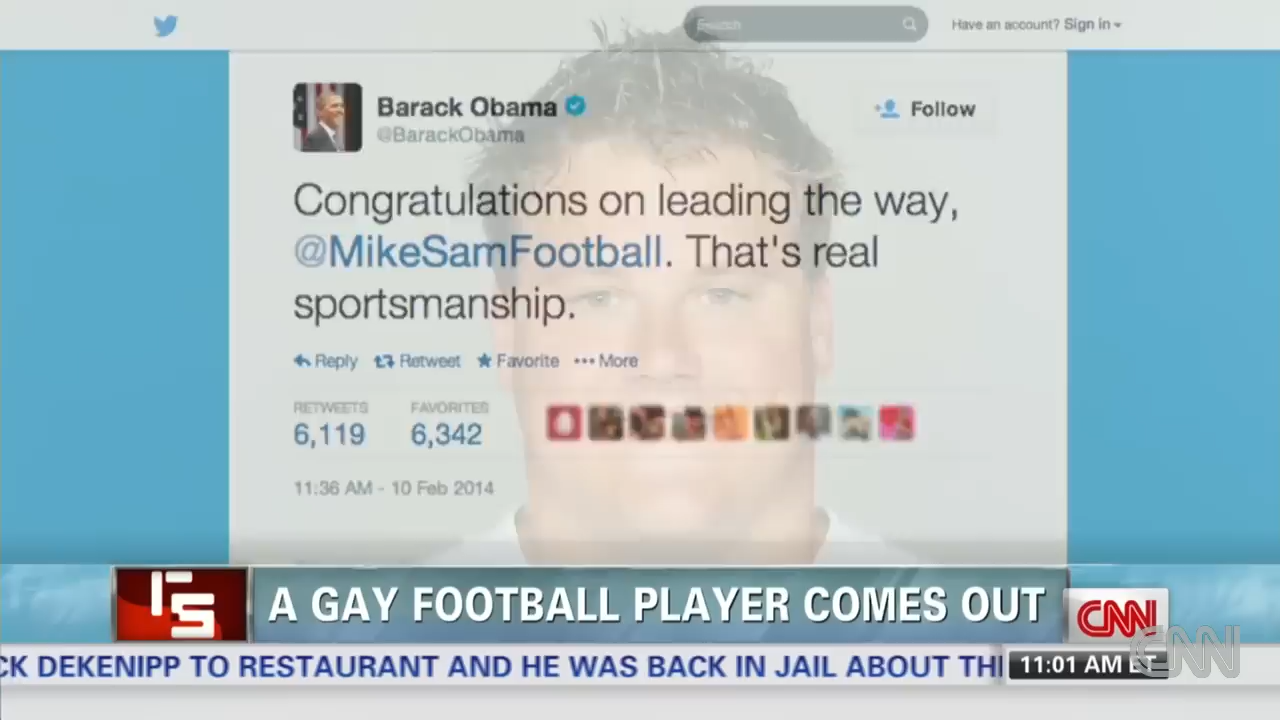 Search
Have an account? Sign in
Barack Obama
@BarackObama
Follow
Congratulations on leading the way,
@MikeSamFootball. That's real
sportsmanship.
Reply Retweet Favorite More
RETWEETS FAVORITES
6,119 6,342
11:36 AM - 10 Feb 2014
rs
A GAY FOOTBALL PLAYER COMES OUT
CNN
CK DEKENIPP TO RESTAURANT AND HE WAS BACK IN JAIL ABOUT THI
11:01 AM ET
CNN